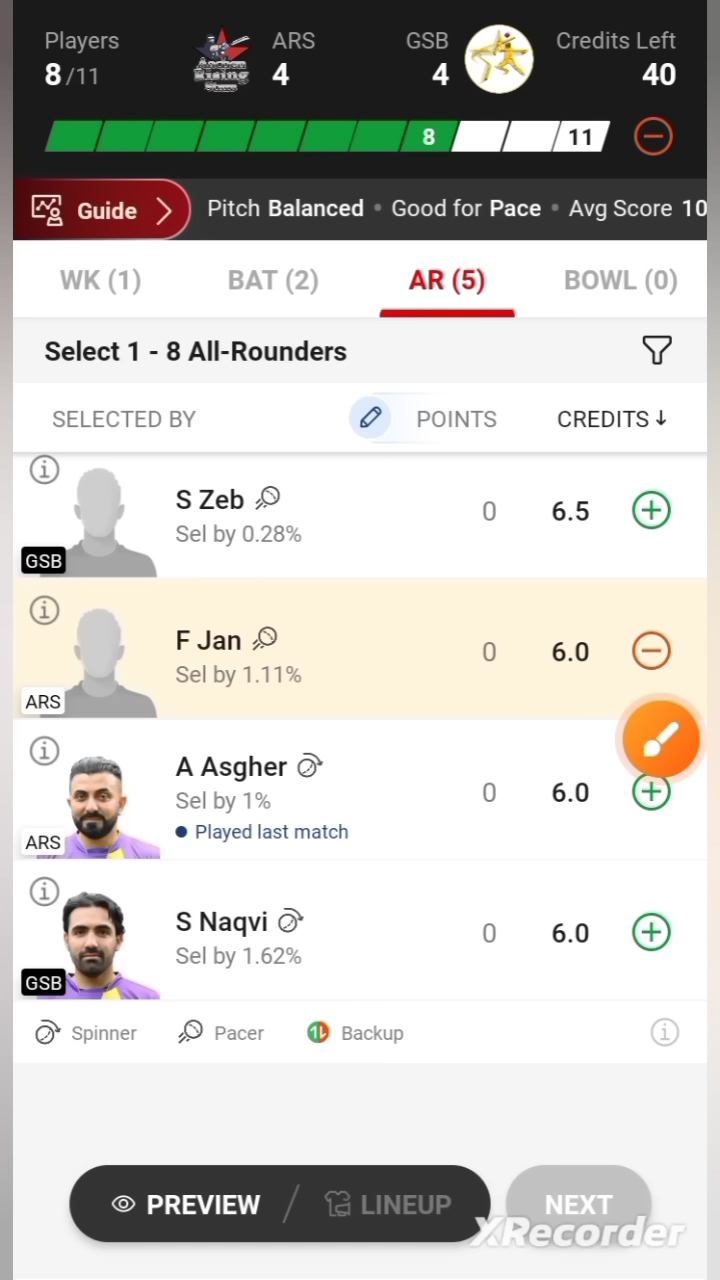 Players ARS GSB Credits Left
8/11 4 4 40
Aachen
Rising
Stars
8 11
Guide Pitch Balanced • Good for Pace • Avg Score 10
WK (1) BAT (2) AR (5) BOWL (0)
Select 1 - 8 All-Rounders
SELECTED BY POINTS CREDITS↓
S Zeb 0 6.5
Sel by 0.28%
GSB
F Jan 0 6.0
Sel by 1.11%
ARS
A Asgher 0 6.0
Sel by 1%
Played last match
ARS
S Naqvi 0 6.0
Sel by 1.62%
GSB
Spinner Pacer Backup
PREVIEW / LINEUP NEXT
XRecorder